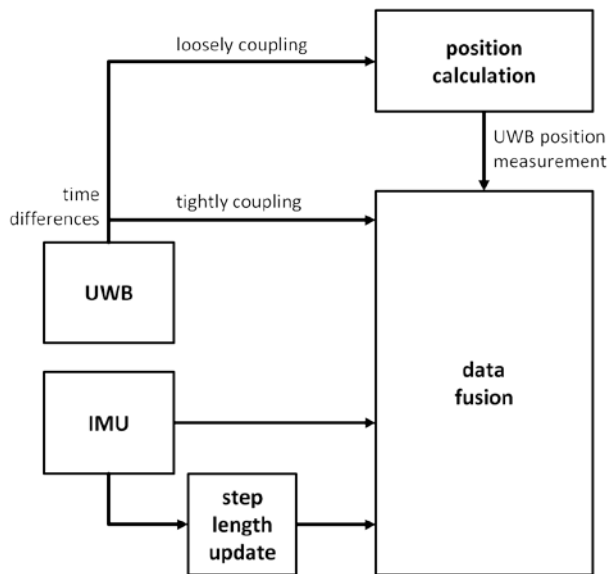 loosely coupling
position
calculation
UWB position
measurement
time
differences
tightly coupling
UWB
data
fusion
IMU
step
length
update